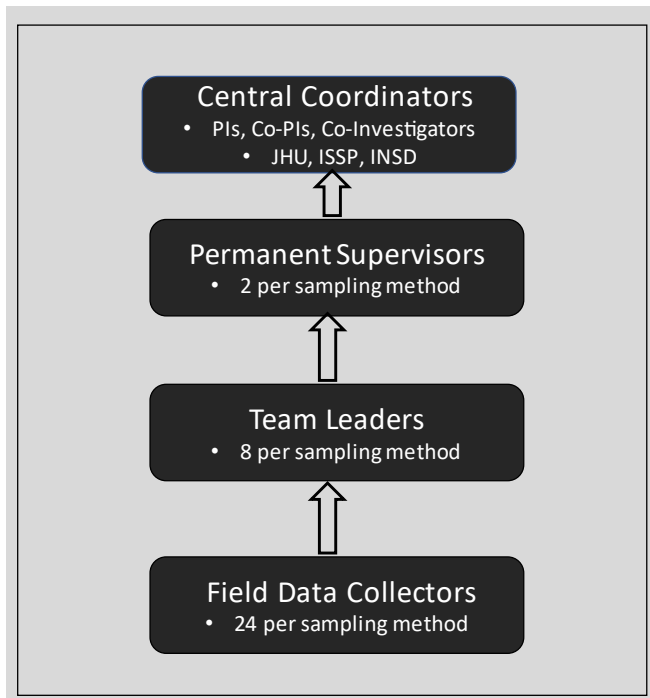 Central Coordinators
• PIs, Co-PIs, Co-Investigators
• JHU, ISSP, INSD
Permanent Supervisors
• 2 per sampling method
Team Leaders
• 8 per sampling method
Field Data Collectors
• 24 per sampling method